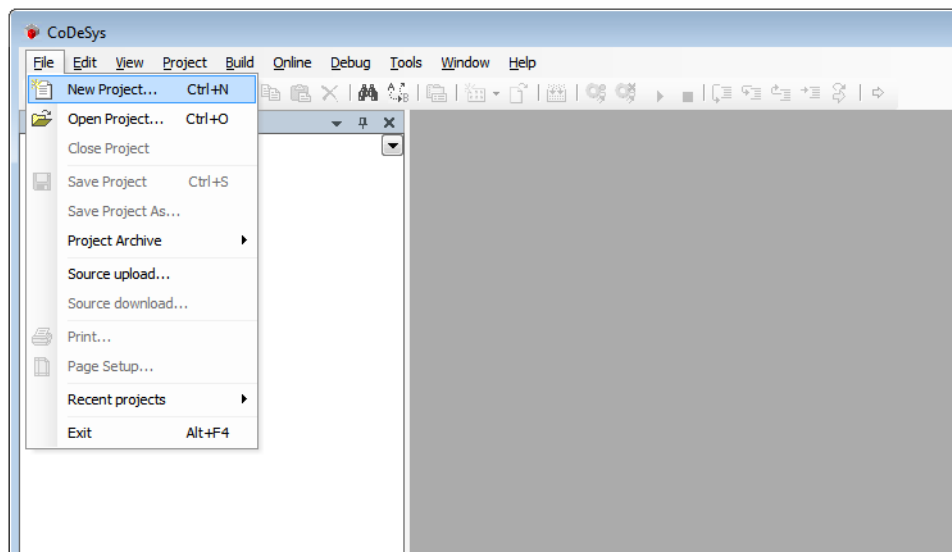 CoDeSys
File Edit View Project Build Online Debug Tools Window Help
New Project... Ctrl+N
Open Project... Ctrl+O
Close Project
Save Project Ctrl+S
Save Project As...
Project Archive
Source upload...
Source download...
Print...
Page Setup...
Recent projects
Exit Alt+F4